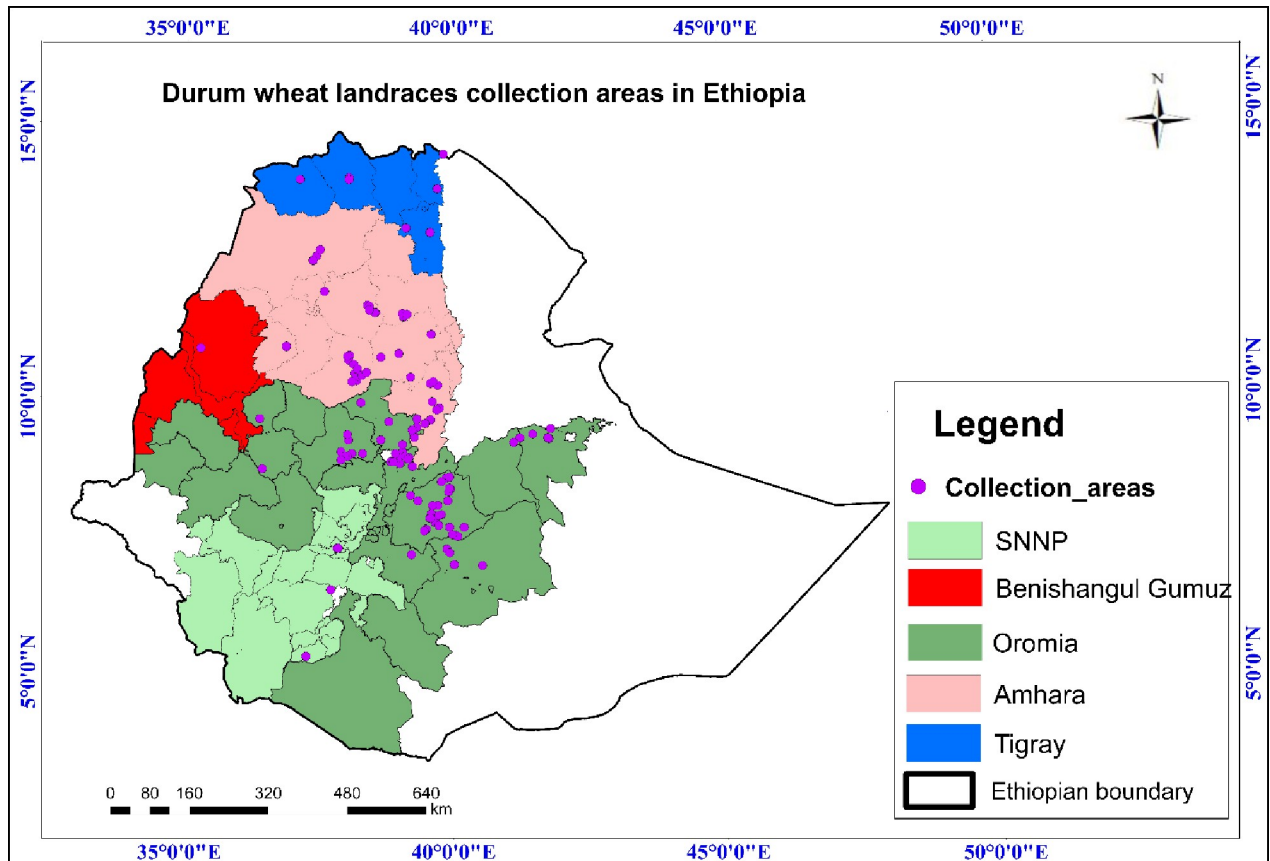 35°0'0"E 40°0'0"E 45°0'0"E 50°0'0"E
Durum wheat landraces collection areas in Ethiopia
N
15°0'0"N
15°0'0"N
10°0'0"N
10°0'0"N
5°0'0"N
5°0'0"N
Legend
Collection_areas
SNNP
Benishangul Gumuz
Oromia
Amhara
Tigray
Ethiopian boundary
0 80 160 320 480 640
km
35°0'0"E 40°0'0"E 45°0'0"E 50°0'0"E